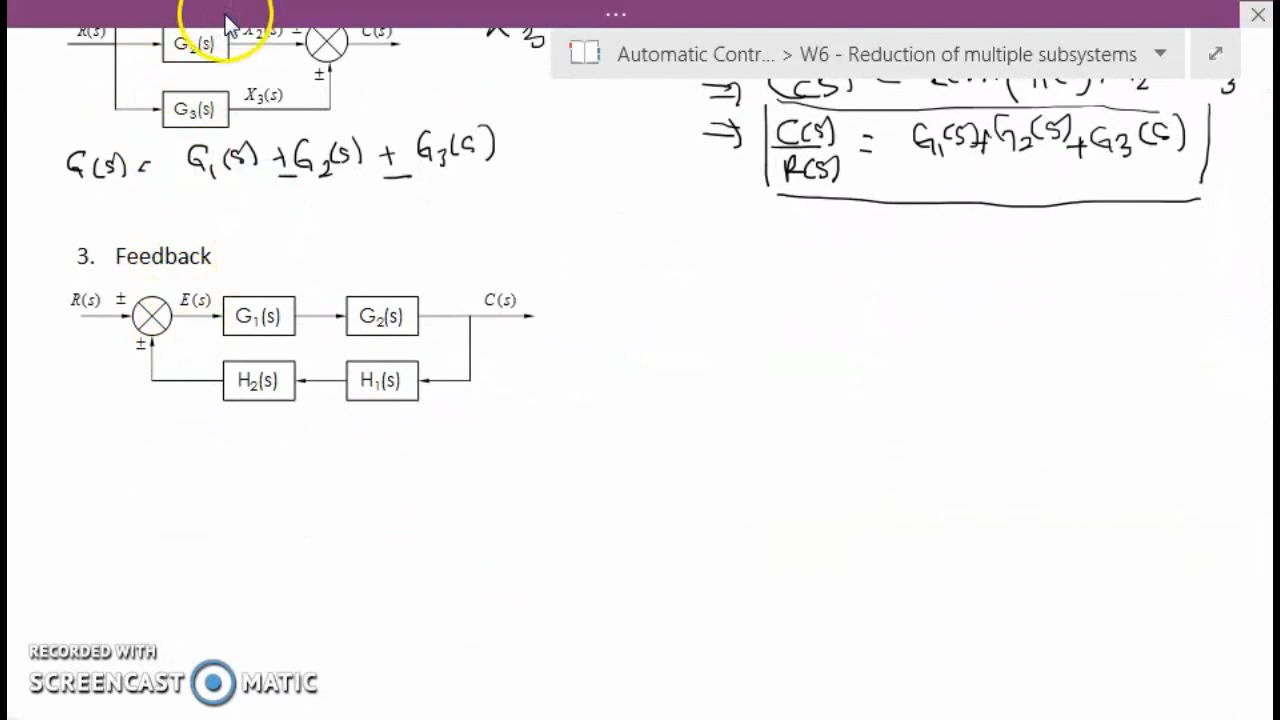 ...
Automatic Contr... > W6 - Reduction of multiple subsystems
R(s) G₂(s) X₂(s) ± C(s)
±
G₃(s) X₃(s)
G(s) = G₁(s) ± G₂(s) ± G₃(s)
⇒ C(s) =
⇒ C(s)/R(s) = G₁(s) + G₂(s) + G₃(s)
3. Feedback
R(s) ± E(s) G₁(s) G₂(s) C(s)
± H₂(s) H₁(s)
RECORDED WITH
SCREENCAST MATIC